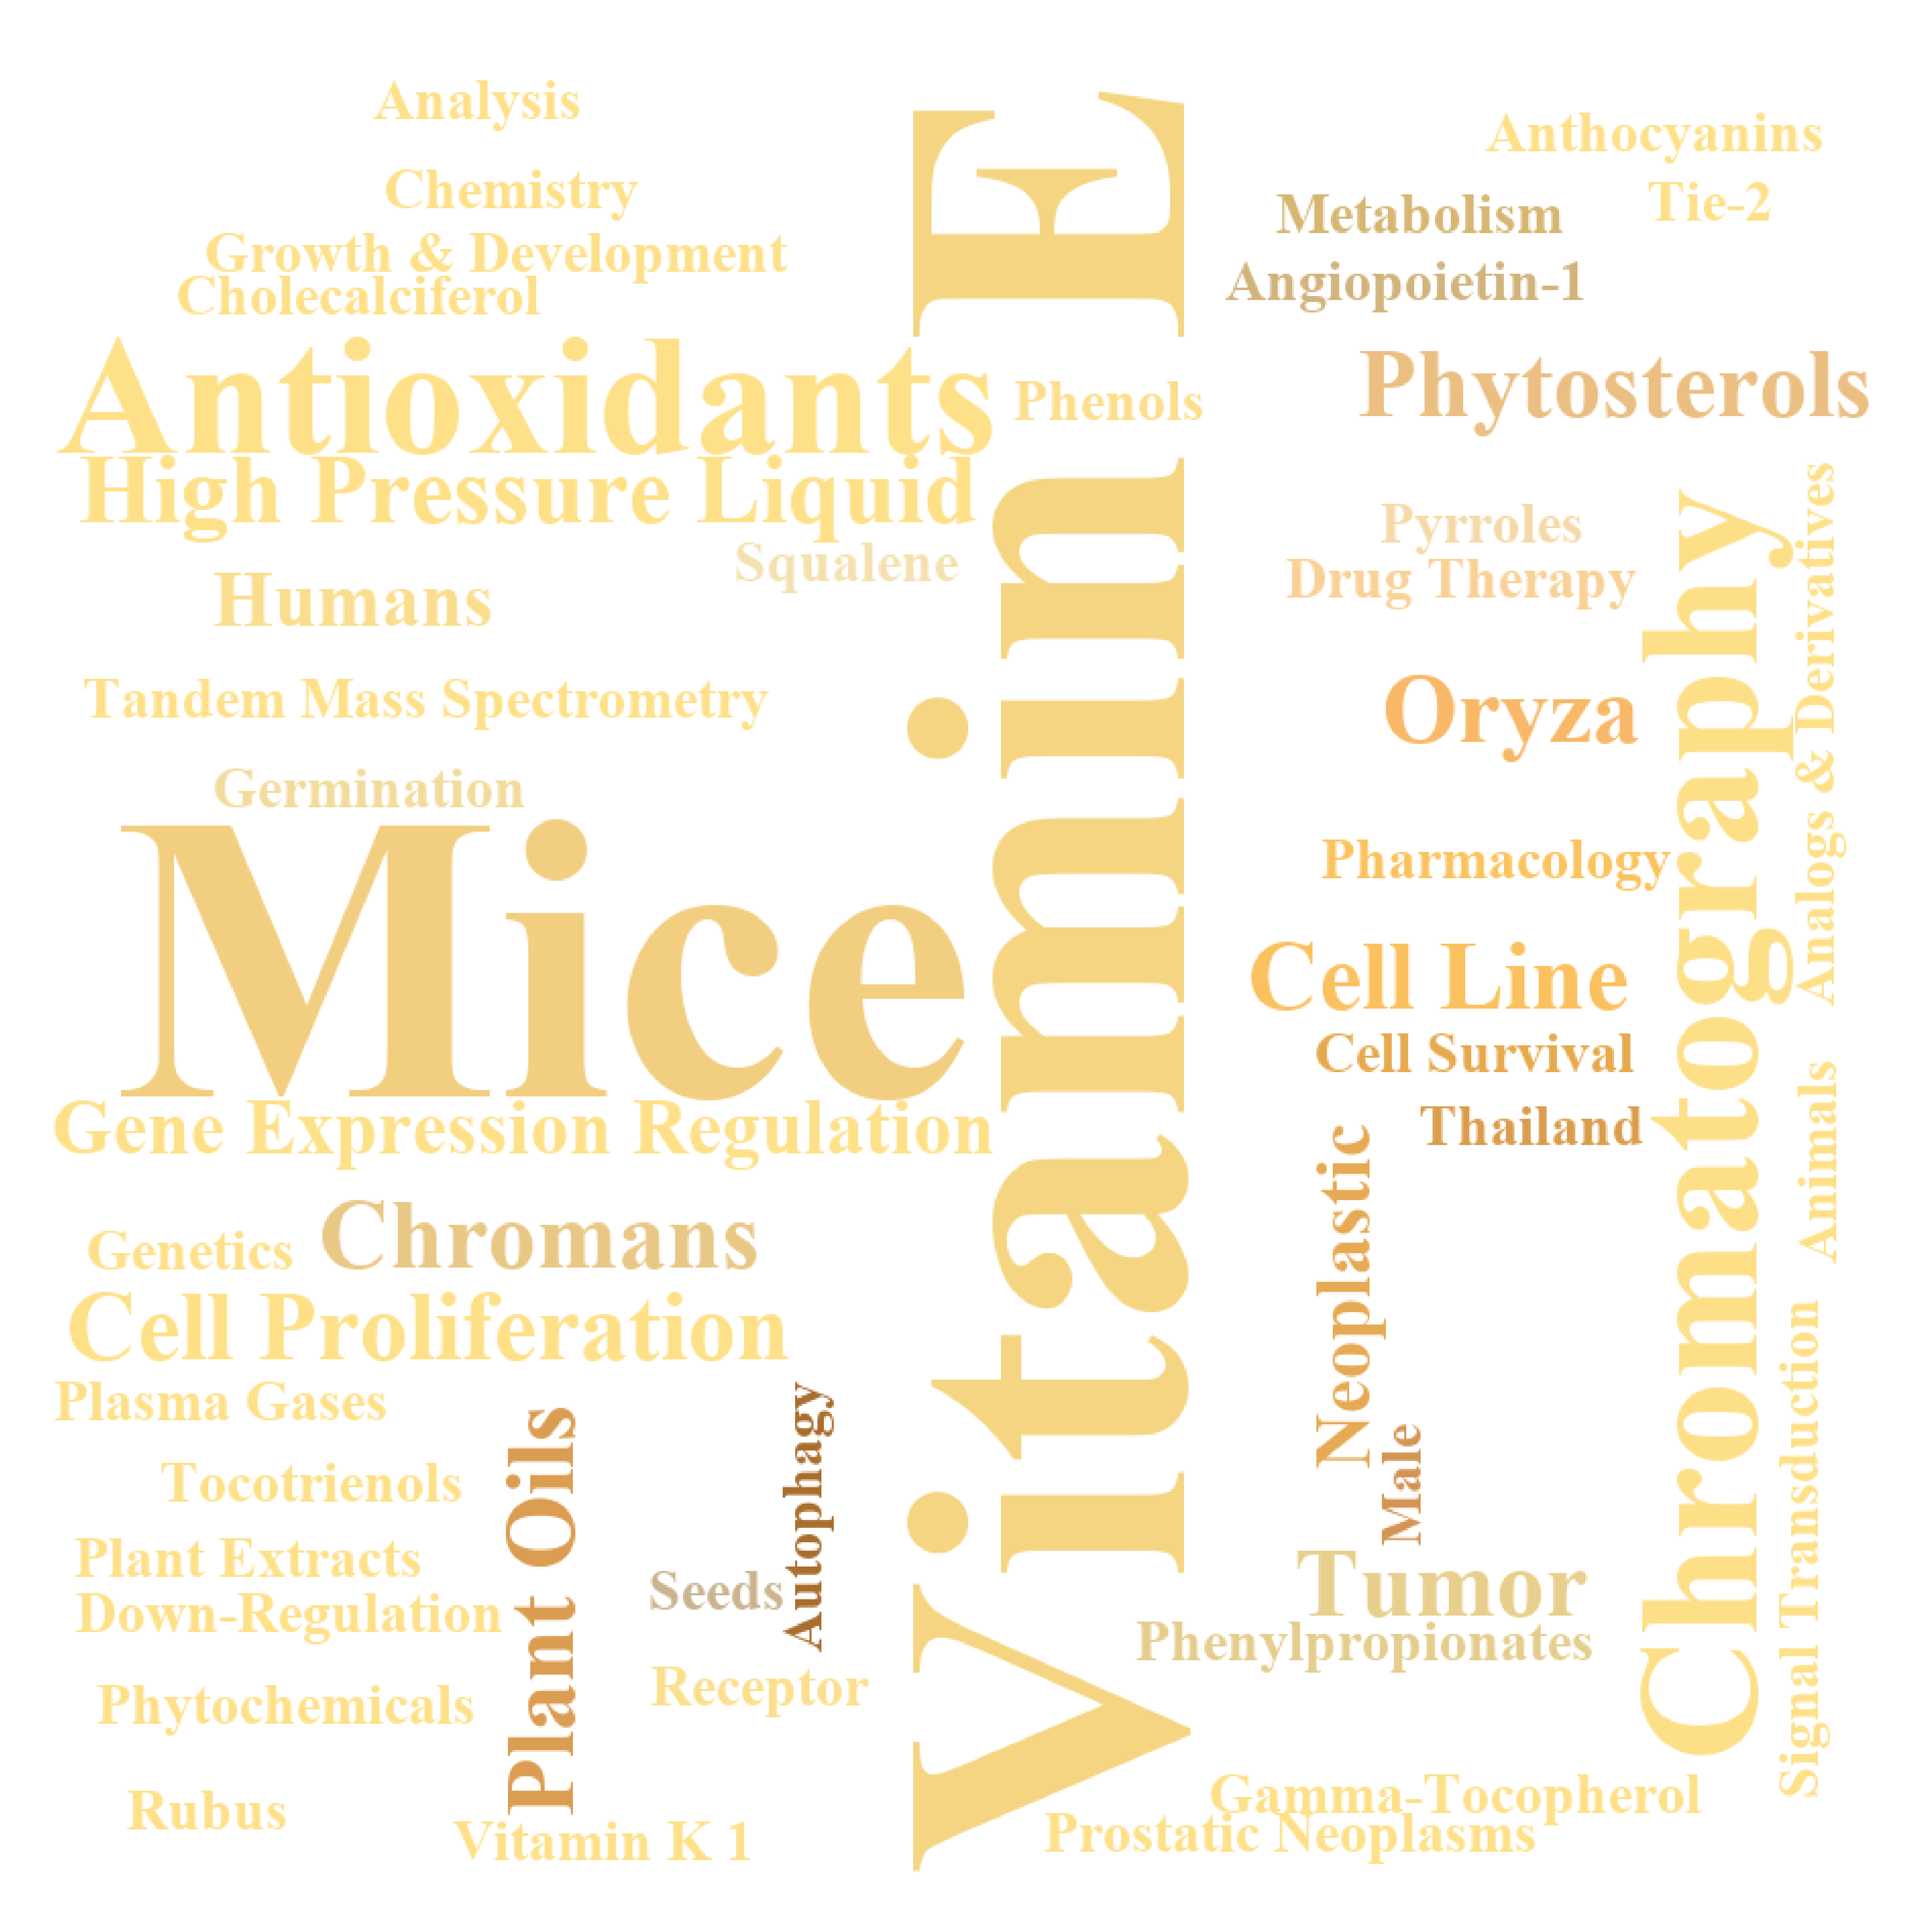 Analysis
Chemistry
Growth & Development
Cholecalciferol
Antioxidants
High Pressure Liquid
Squalene
Humans
Tandem Mass Spectrometry
Germination
Mice
Gene Expression Regulation
Genetics
Chromans
Cell Proliferation
Plasma Gases
Tocotrienols
Plant Extracts
Down-Regulation
Phytochemicals
Rubus
Plant Oils
Vitamin K 1
Seeds
Autophagy
Receptor
Vitamin E
Phenols
Anthocyanins
Tie-2
Metabolism
Angiopoietin-1
Phytosterols
Pyrroles
Drug Therapy
Oryza
Pharmacology
Cell Line
Cell Survival
Thailand
Neoplastic
Male
Tumor
Phenylpropionates
Gamma-Tocopherol
Prostatic Neoplasms
Chromatography
Analogs & Derivatives
Animals
Signal Transduction